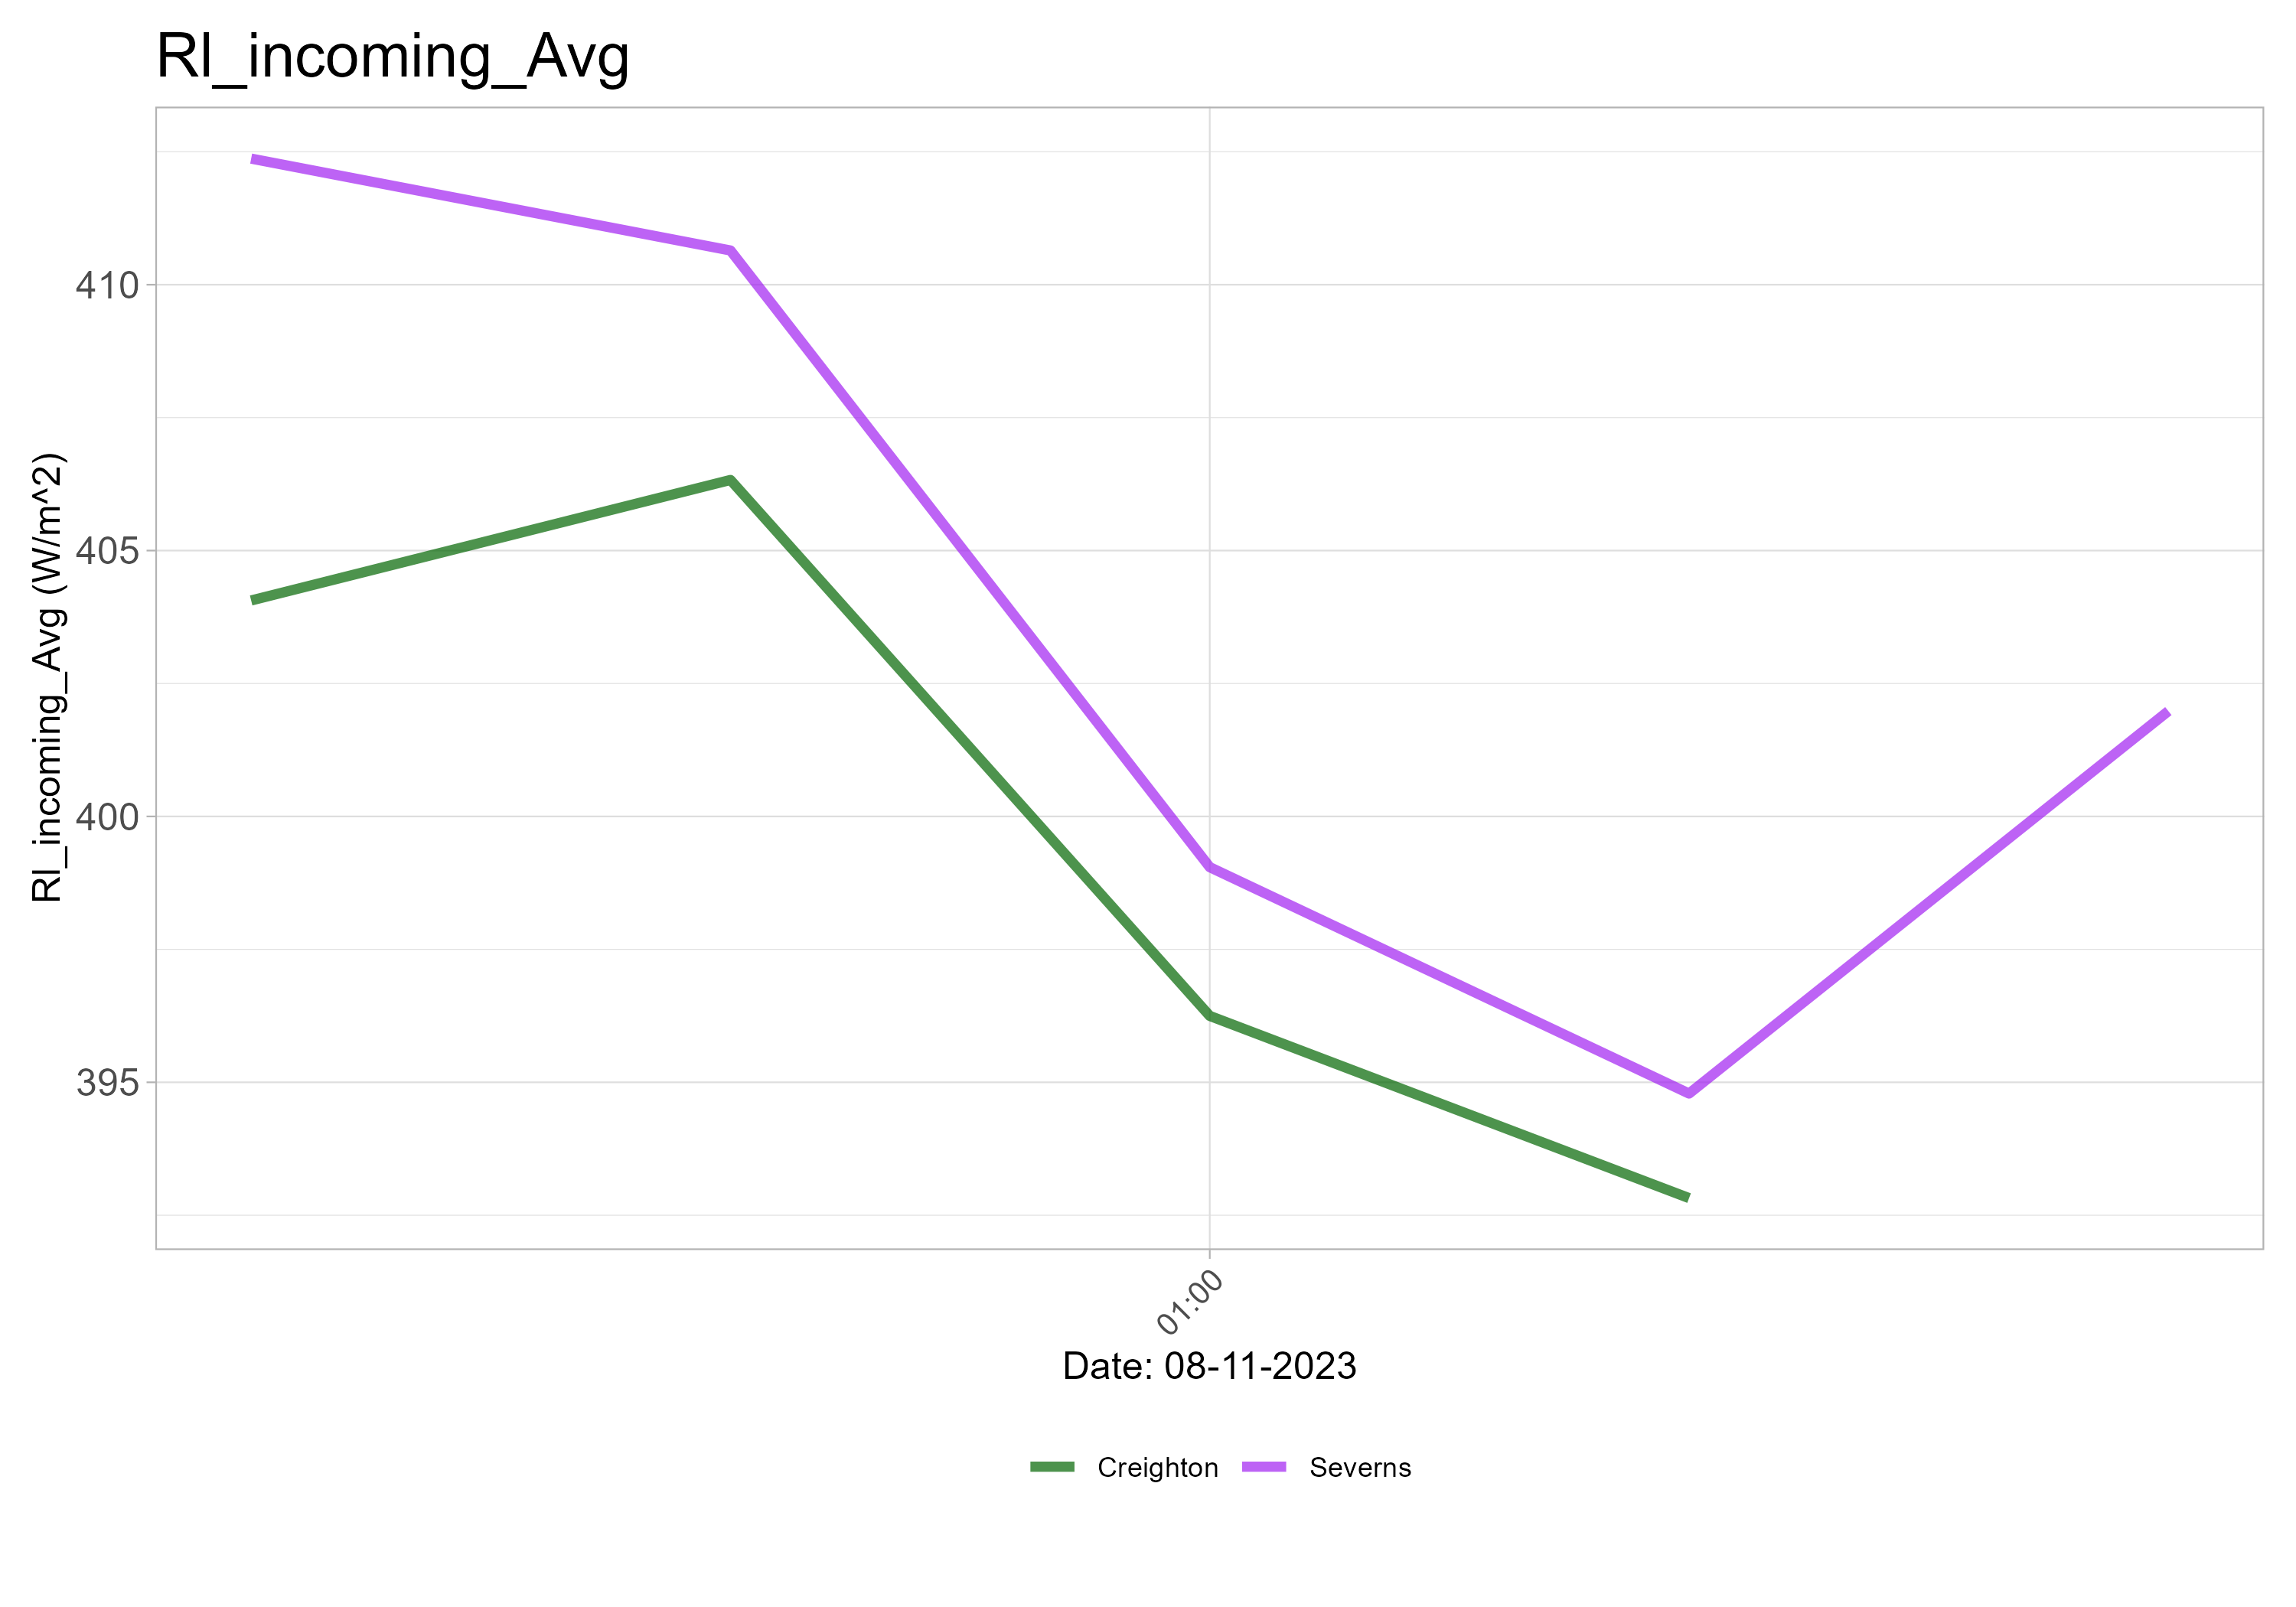 Rl_incoming_Avg
Rl_incoming_Avg (W/m^2)
410
405
400
395
01:00
Date: 08-11-2023
Creighton Severns